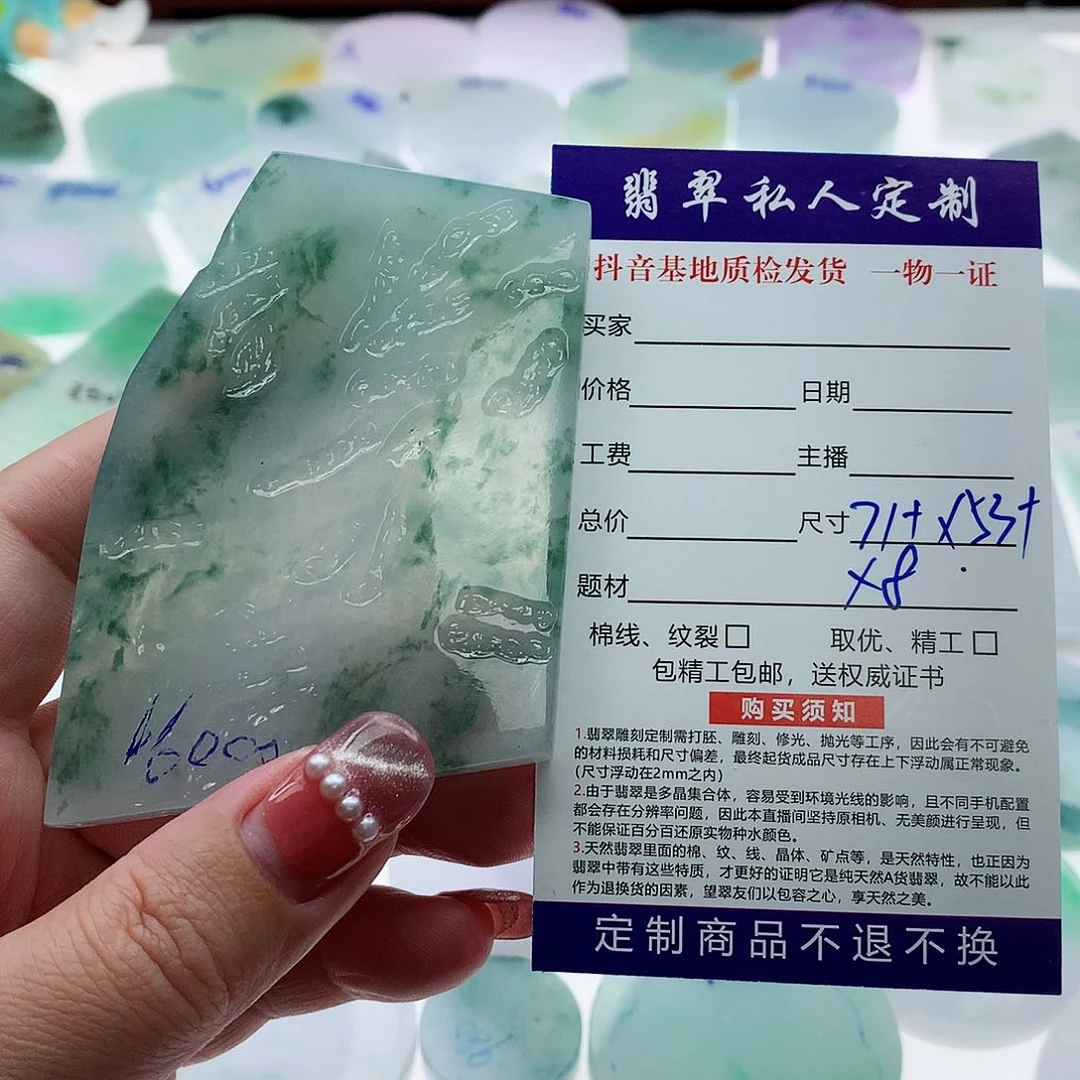 翡翠私人定制
抖音基地质检发货 一物一证
买家
价格 日期
工费 主播
总价 尺寸 71+×53+
×8
题材
棉线、纹裂□ 取优、精工□
包精工包邮，送权威证书
购买须知
1.翡翠雕刻定制需打胚、雕刻、修光、抛光等工序，因此会有不可避免
的材料损耗和尺寸偏差，最终起货成品尺寸存在上下浮动属正常现象。
(尺寸浮动在2mm之内)
2.由于翡翠是多晶集合体，容易受到环境光线的影响，且不同手机配置
都会存在分辨率问题，因此本直播间坚持原相机、无美颜进行呈现，但
不能保证百分百还原实物种水颜色。
3.天然翡翠里面的棉、纹、线、晶体、矿点等，是天然特性，也正因为
翡翠中带有这些特质，才更好的证明它是纯天然A货翡翠，故不能以此
作为退换货的因素，望翠友们以包容之心，享天然之美。
定制商品不退不换